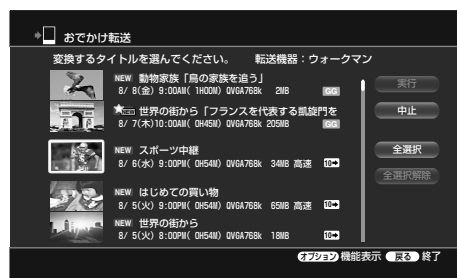 おでかけ転送
変換するタイトルを選んでください。 転送機器：ウォークマン
NEW 動物家族「鳥の家族を追う」
8/ 8(金) 9:00AM( 1H00M) QVGA768k 2MB GG
世界の街から「フランスを代表する凱旋門を
8/ 7(木)10:00AM( 0H45M) QVGA768k 205MB GG
NEW スポーツ中継
8/ 6(水) 9:00PM( 0H54M) QVGA768k 34MB 高速 10➡
NEW はじめての買い物
8/ 5(火) 9:00PM( 0H54M) QVGA768k 65MB 高速 10➡
NEW 世界の街から
8/ 5(火) 8:00PM( 0H54M) QVGA768k 18MB 10➡
実行
中止
全選択
全選択解除
オプション 機能表示 戻る 終了